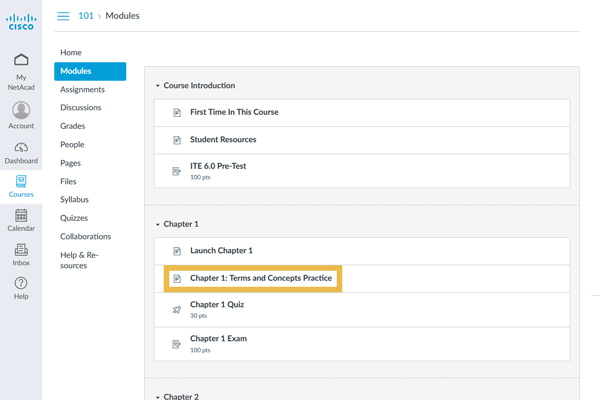 cisco
My
NetAcad
Account
Dashboard
Courses
Calendar
Inbox
Help
101 > Modules
Home
Modules
Assignments
Discussions
Grades
People
Pages
Files
Syllabus
Quizzes
Collaborations
Help & Re-
sources
Course Introduction
First Time In This Course
Student Resources
ITE 6.0 Pre-Test
100 pts
Chapter 1
Launch Chapter 1
Chapter 1: Terms and Concepts Practice
Chapter 1 Quiz
30 pts
Chapter 1 Exam
100 pts
Chapter 2